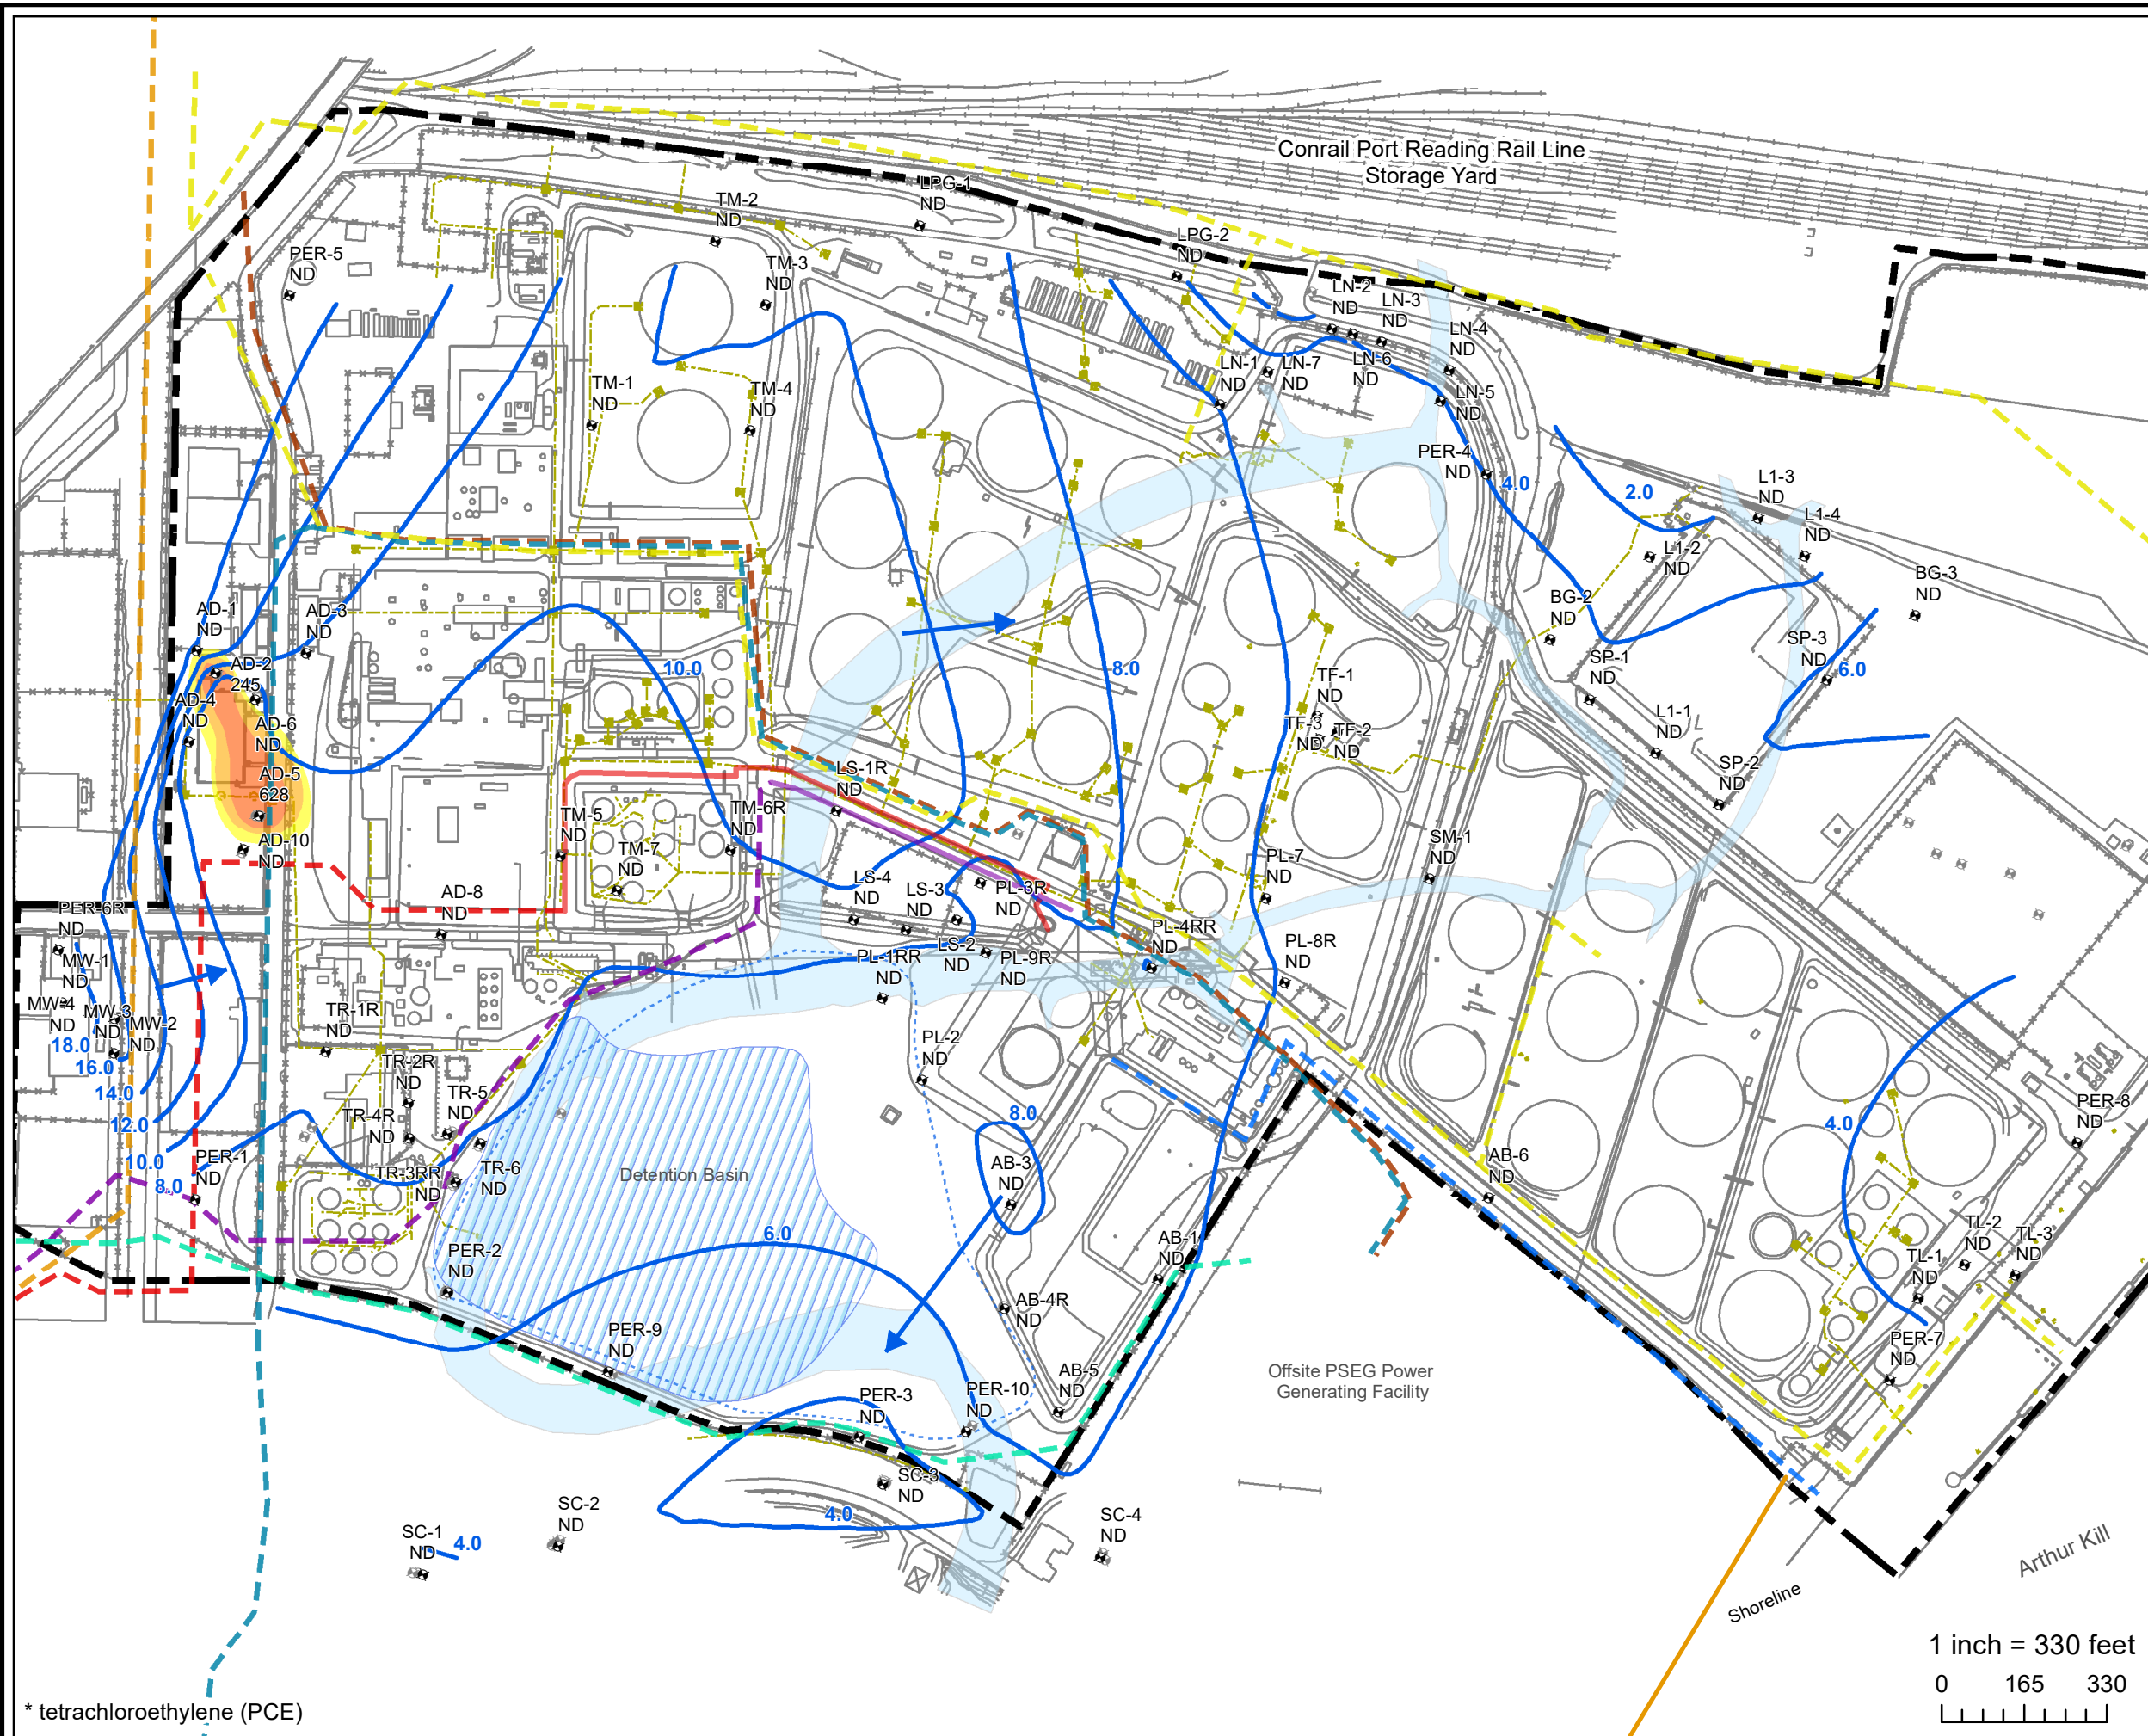 Conrail Port Reading Rail Line
Storage Yard
LPG-1
ND
TM-2
ND
LPG-2
ND
PER-5
ND
TM-3
ND
LN-2
ND
LN-3
ND
LN-4
ND
LN-1
ND
LN-7
ND
LN-6
ND
TM-1
ND
TM-4
ND
LN-5
ND
PER-4
ND
4.0
2.0
L1-3
ND
L1-4
ND
L1-2
ND
BG-3
ND
BG-2
ND
AD-1
ND
AD-3
ND
SP-3
ND
SP-1
ND
6.0
AD-2
245
10.0
8.0
TF-1
ND
AD-4
ND
AD-6
ND
TF-3
ND
TF-2
ND
L1-1
ND
SP-2
ND
AD-5
628
LS-1R
ND
TM-5
ND
TM-6R
ND
AD-10
ND
TM-7
ND
SM-1
ND
PL-7
ND
AD-8
ND
LS-4
ND
LS-3
ND
PL-3R
ND
PER-6R
ND
PL-4RR
ND
PL-8R
ND
LS-2
ND
PL-1RR
ND
PL-9R
ND
MW-1
ND
MW-4
ND
MW-3
ND
MW-2
ND
TR-1R
ND
18.0
16.0
14.0
12.0
10.0
8.0
PL-2
ND
TR-2R
ND
TR-5
ND
TR-4R
ND
8.0
PER-8
ND
4.0
PER-1
ND
TR-3RR
ND
TR-6
ND
Detention Basin
AB-3
ND
AB-6
ND
6.0
AB-1
ND
PER-2
ND
TL-2
ND
TL-3
ND
TL-1
ND
AB-4R
ND
PER-9
ND
PER-7
ND
Offsite PSEG Power
Generating Facility
AB-5
ND
PER-3
ND
PER-10
ND
SC-3
ND
4.0
SC-2
ND
SC-1
ND
4.0
SC-4
ND
Arthur Kill
Shoreline
1 inch = 330 feet
0 165 330
* tetrachloroethylene (PCE)